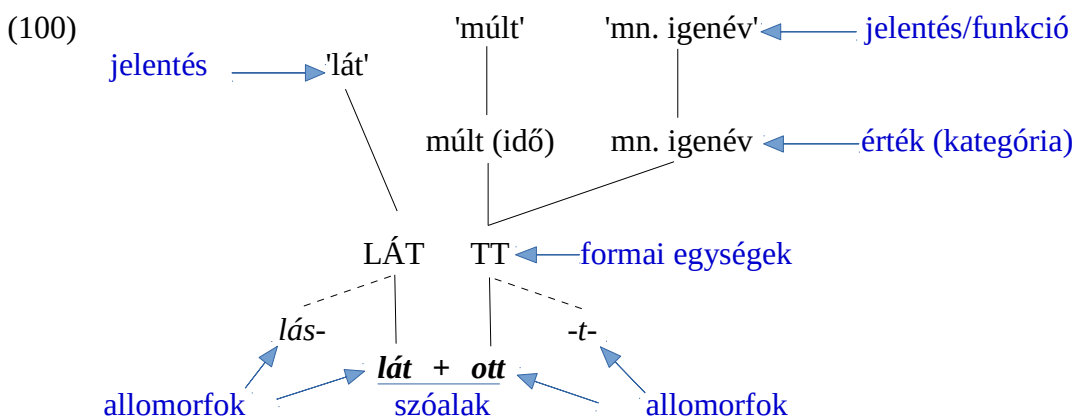 (100) 'múlt' 'mn. igenév' jelentés/funkció
jelentés 'lát'
múlt (idő) mn. igenév érték (kategória)
LÁT TT formai egységek
lás- -t-
lát + ott
allomorfok szóalak allomorfok